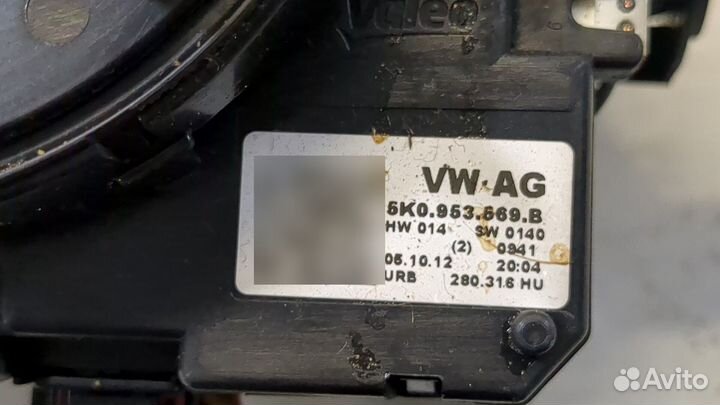 Valeo
VW AG
5K0.953.569.B
HW 014 SW 0140
(2) 0941
05.10.12 20:04
URB 280.316 HU
Avito